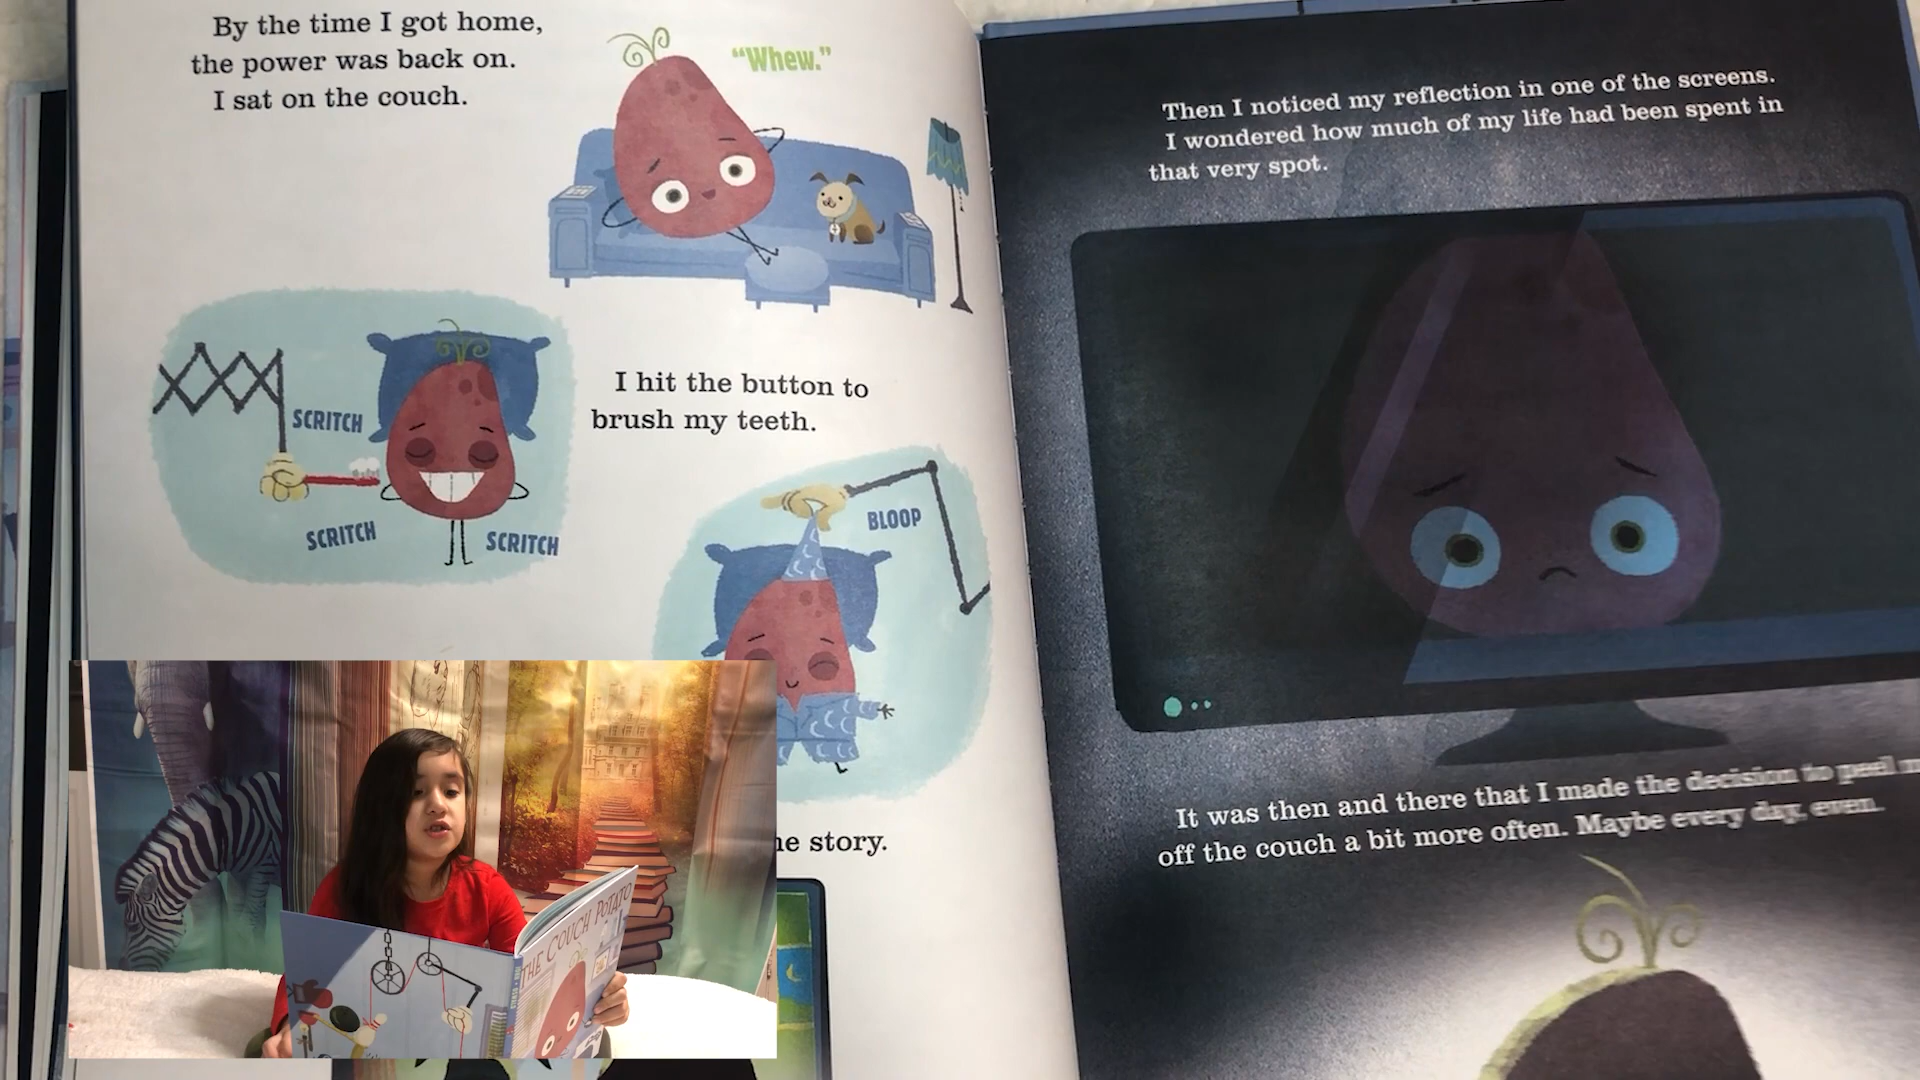 By the time I got home,
the power was back on.
I sat on the couch.
"Whew."
SCRITCH
SCRITCH
SCRITCH
I hit the button to
brush my teeth.
BLOOP
story.
THE COUCH POTATO
Then I noticed my reflection in one of the screens.
I wondered how much of my life had been spent in
that very spot.
It was then and there that I made the decision to peel
off the couch a bit more often. Maybe every day, even.